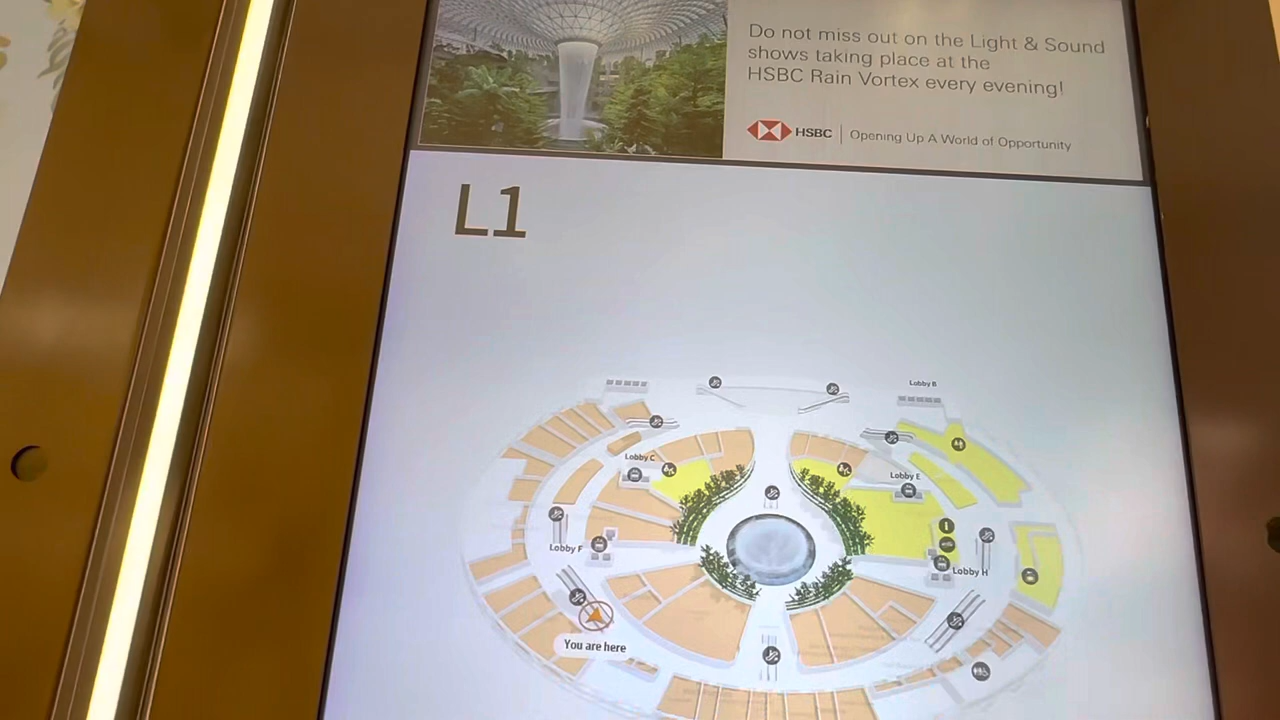 Do not miss out on the Light & Sound
shows taking place at the
HSBC Rain Vortex every evening!
HSBC | Opening Up A World of Opportunity
L1
Lobby B
Lobby C
Lobby E
Lobby F
Lobby H
You are here